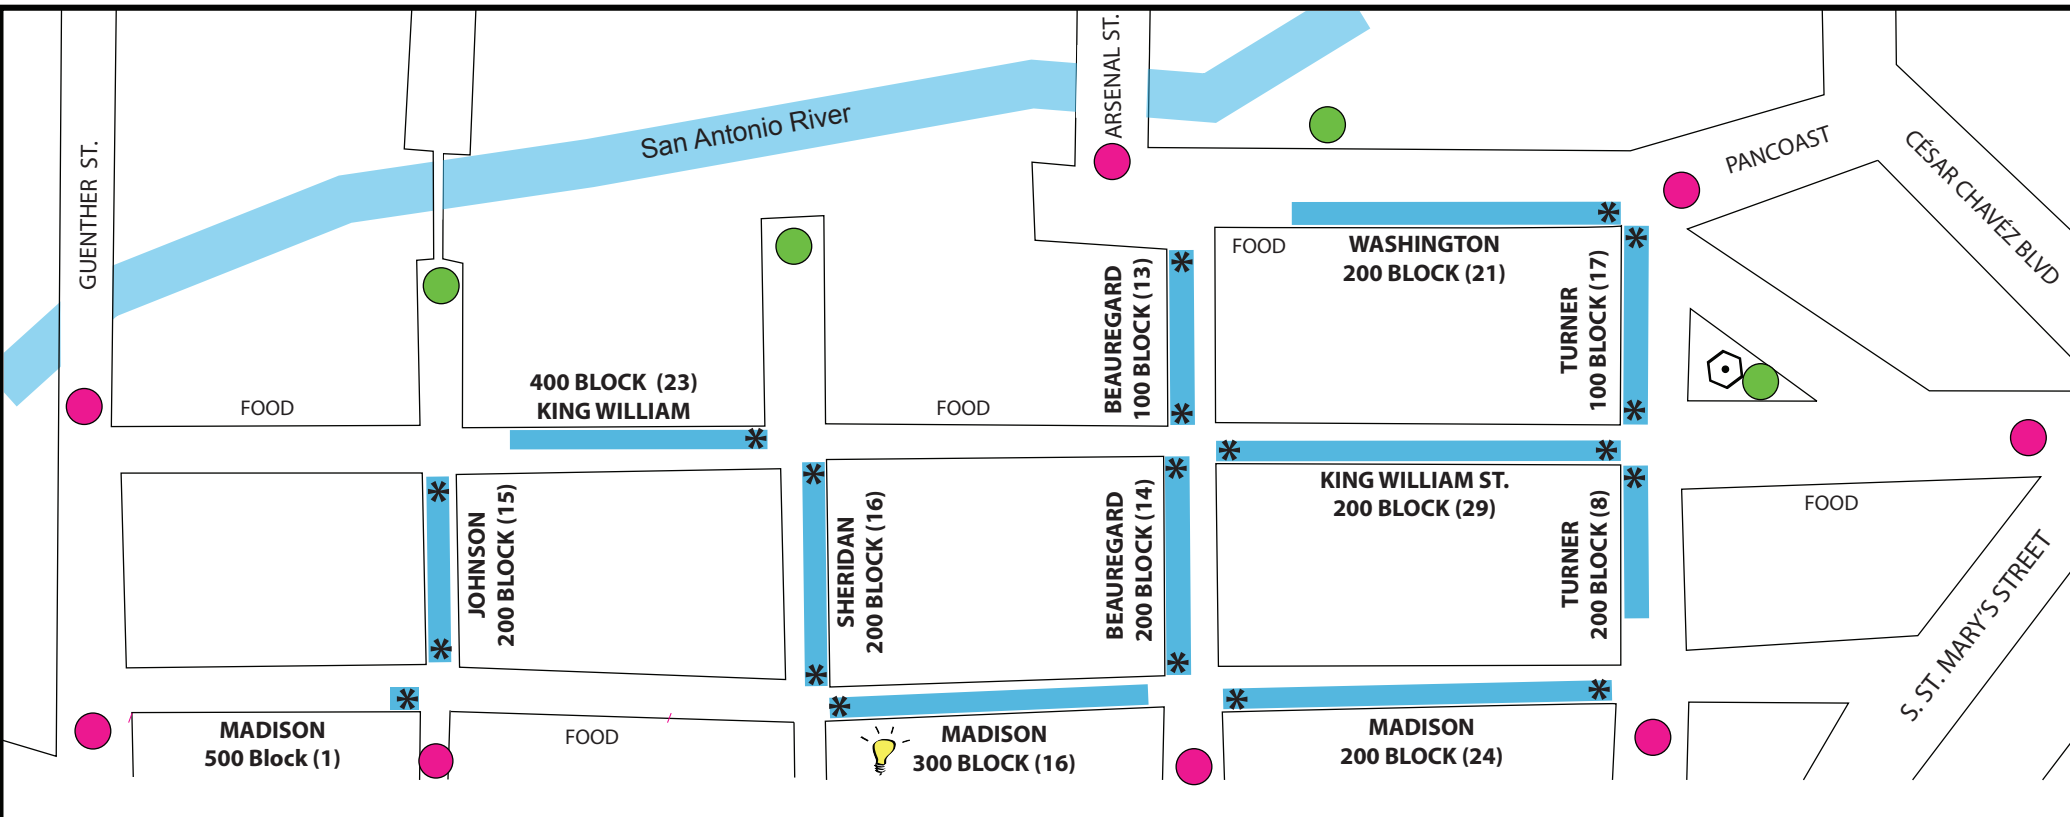 GUENTHER ST.
San Antonio River
ARSENAL ST.
PANCOAST
CÉSAR CHAVÉZ BLVD
FOOD
WASHINGTON
200 BLOCK (21)
BEAUREGARD
100 BLOCK (13)
TURNER
100 BLOCK (17)
400 BLOCK (23)
KING WILLIAM
FOOD
FOOD
KING WILLIAM ST.
200 BLOCK (29)
JOHNSON
200 BLOCK (15)
SHERIDAN
200 BLOCK (16)
BEAUREGARD
200 BLOCK (14)
TURNER
200 BLOCK (8)
FOOD
S. ST. MARY'S STREET
MADISON
500 Block (1)
FOOD
MADISON
300 BLOCK (16)
MADISON
200 BLOCK (24)